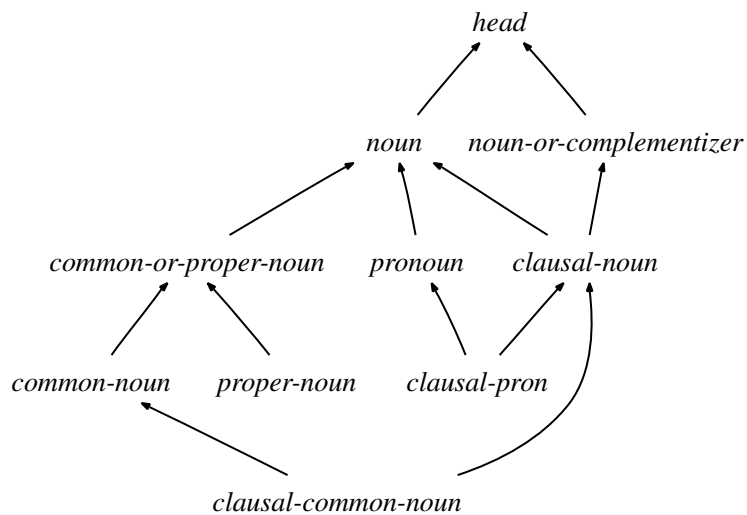 head
noun noun-or-complementizer
common-or-proper-noun pronoun clausal-noun
common-noun proper-noun clausal-pron
clausal-common-noun